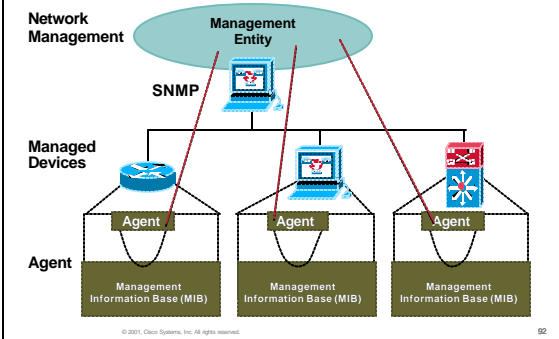 Network
Management
Management
Entity
SNMP
Managed
Devices
Agent
Agent
Agent
Agent
Management
Information Base (MIB)
Management
Information Base (MIB)
Management
Information Base (MIB)
© 2001, Cisco Systems, Inc. All rights reserved.
92